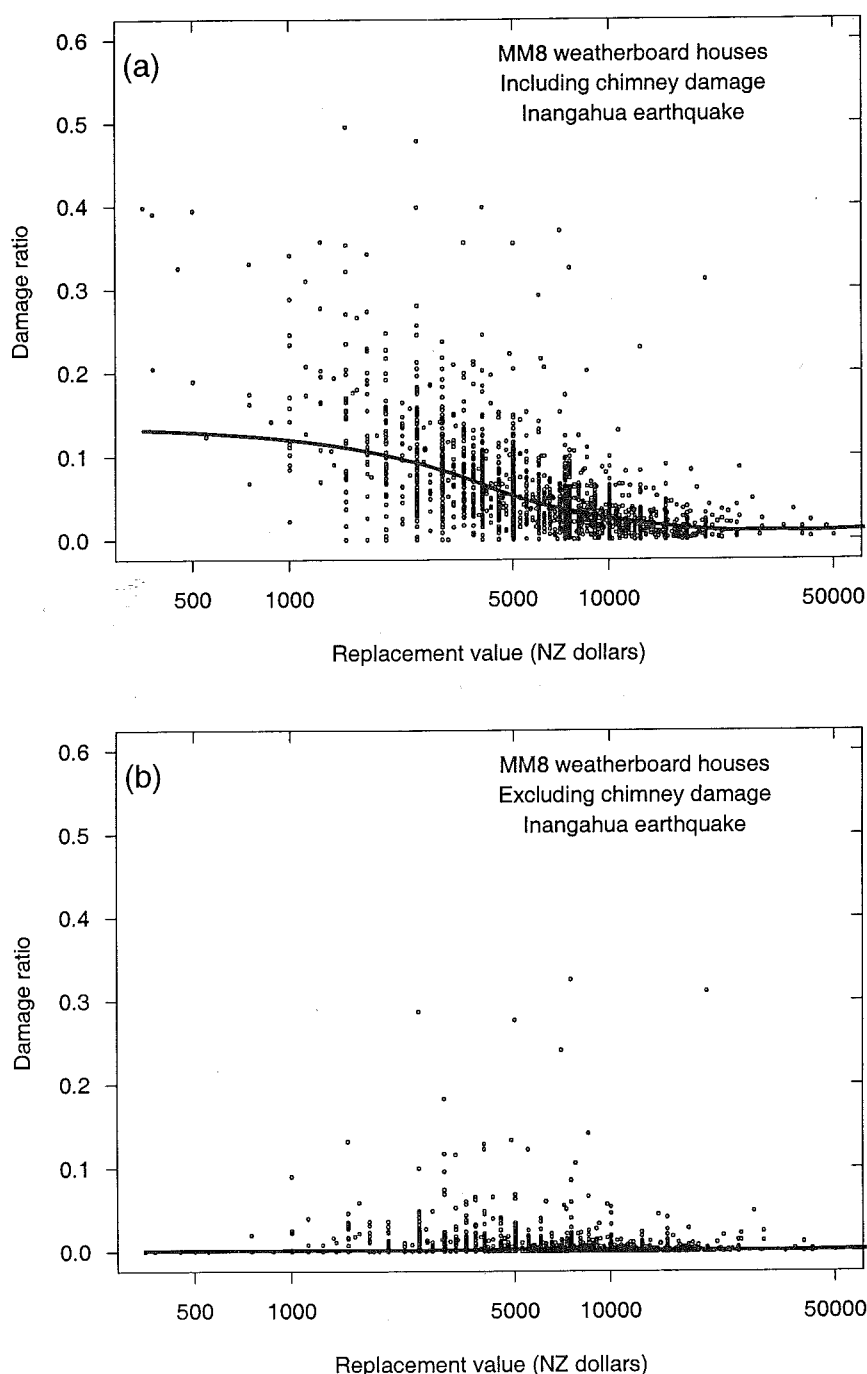 (a)
MM8 weatherboard houses
Including chimney damage
Inangahua earthquake
0.6
0.5
0.4
0.3
0.2
0.1
0.0
Damage ratio
500 1000 5000 10000 50000
Replacement value (NZ dollars)
(b)
MM8 weatherboard houses
Excluding chimney damage
Inangahua earthquake
0.6
0.5
0.4
0.3
0.2
0.1
0.0
Damage ratio
500 1000 5000 10000 50000
Replacement value (NZ dollars)